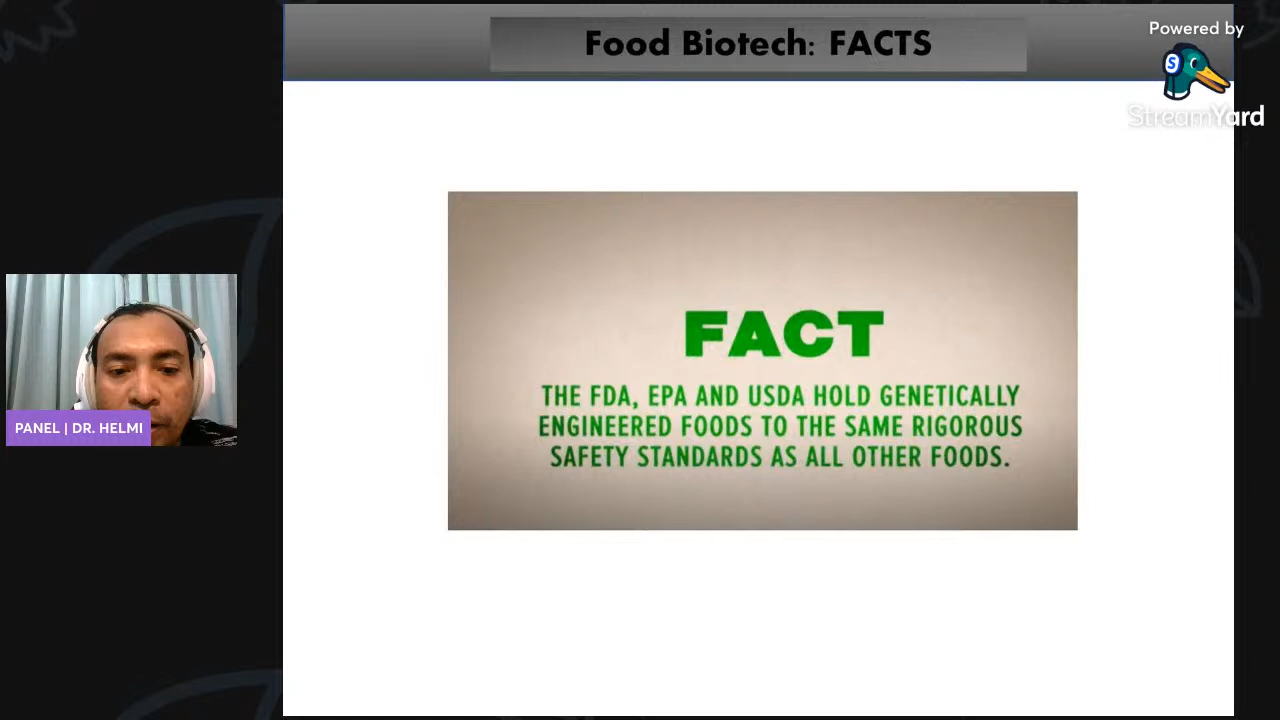 Food Biotech: FACTS
Powered by
StreamYard
S
FACT
THE FDA, EPA AND USDA HOLD GENETICALLY
ENGINEERED FOODS TO THE SAME RIGOROUS
SAFETY STANDARDS AS ALL OTHER FOODS.
PANEL | DR. HELMI